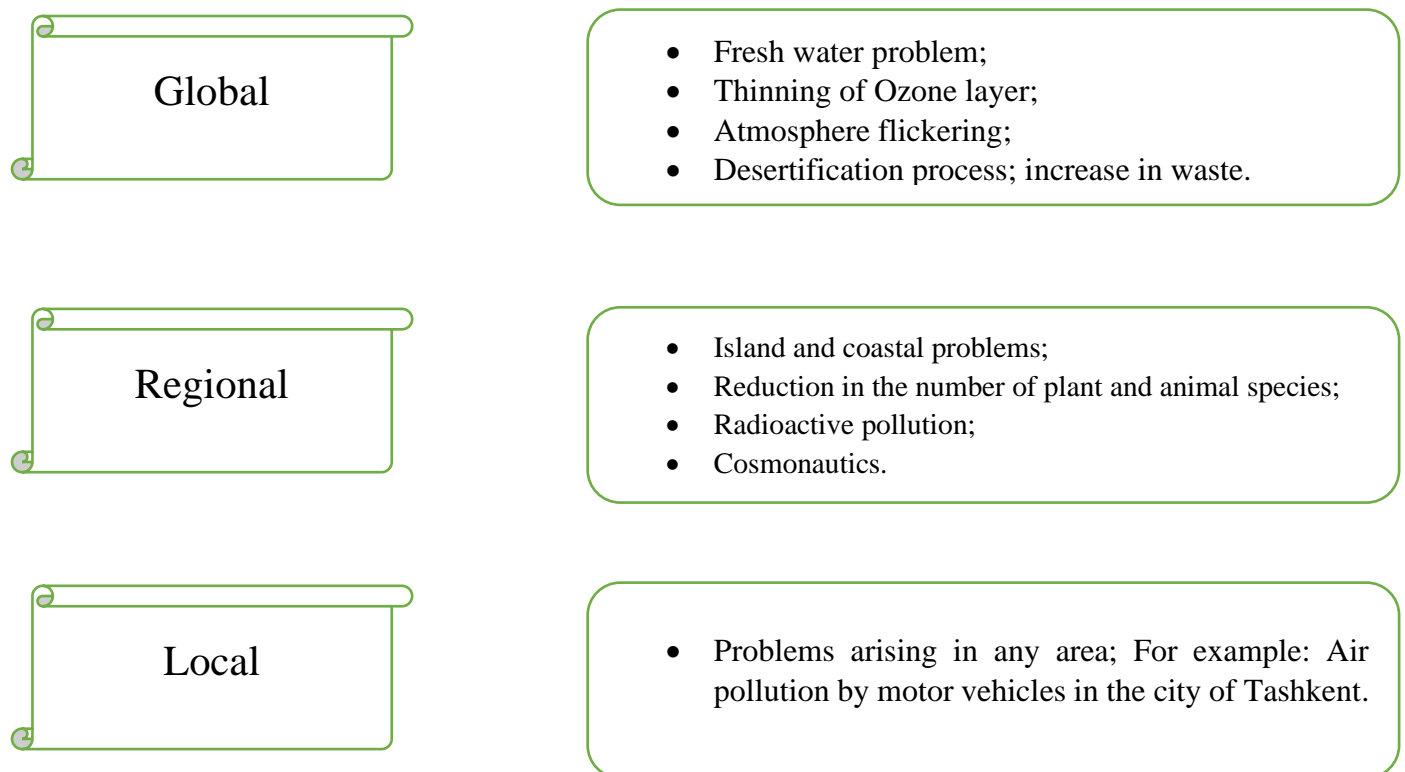 Global
• Fresh water problem;
• Thinning of Ozone layer;
• Atmosphere flickering;
• Desertification process; increase in waste.
Regional
• Island and coastal problems;
• Reduction in the number of plant and animal species;
• Radioactive pollution;
• Cosmonautics.
Local
• Problems arising in any area; For example: Air
pollution by motor vehicles in the city of Tashkent.